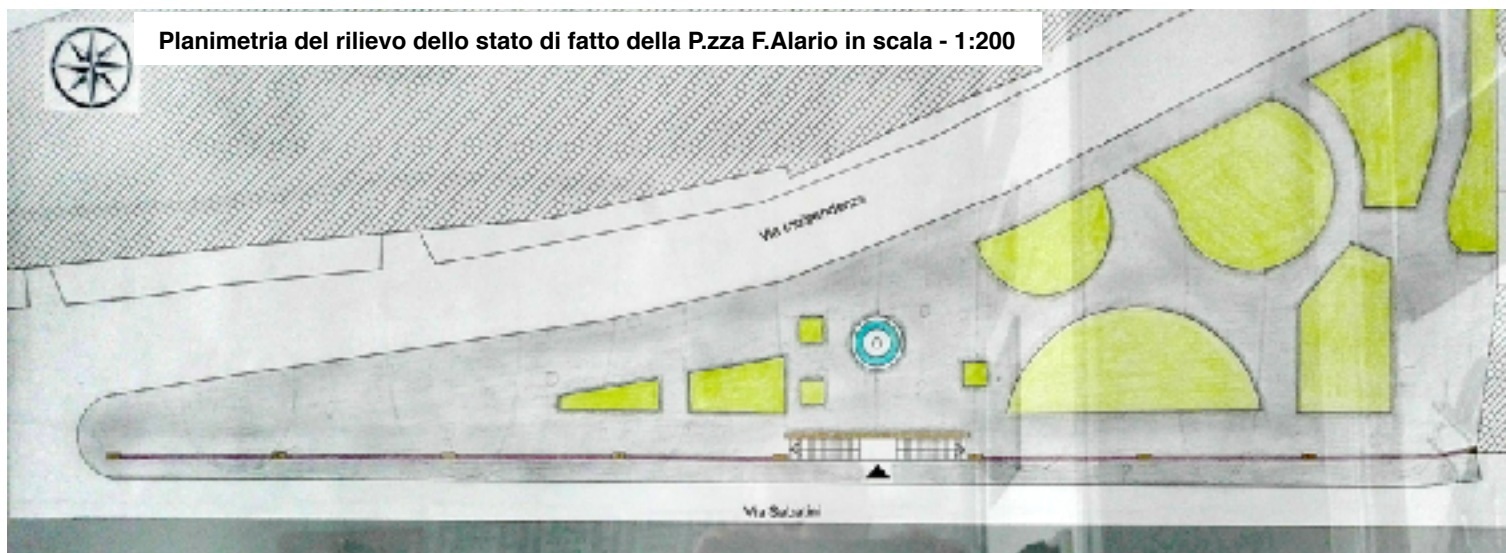 Planimetria del rilievo dello stato di fatto della P.zza F.Alario in scala - 1:200
Via Indipendenza
Via Sabatini